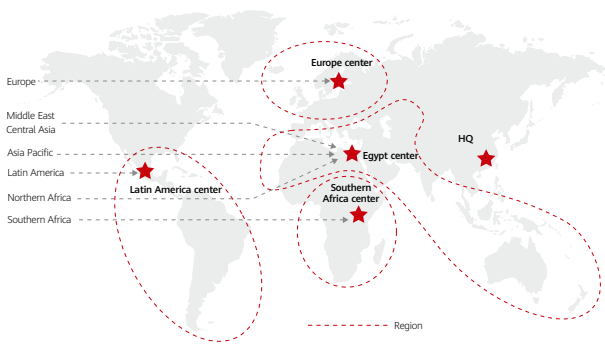 Europe center
Europe
Middle East
Central Asia
HQ
Asia Pacific
Egypt center
Latin America
Latin America center
Southern
Africa center
Northern Africa
Southern Africa
Region